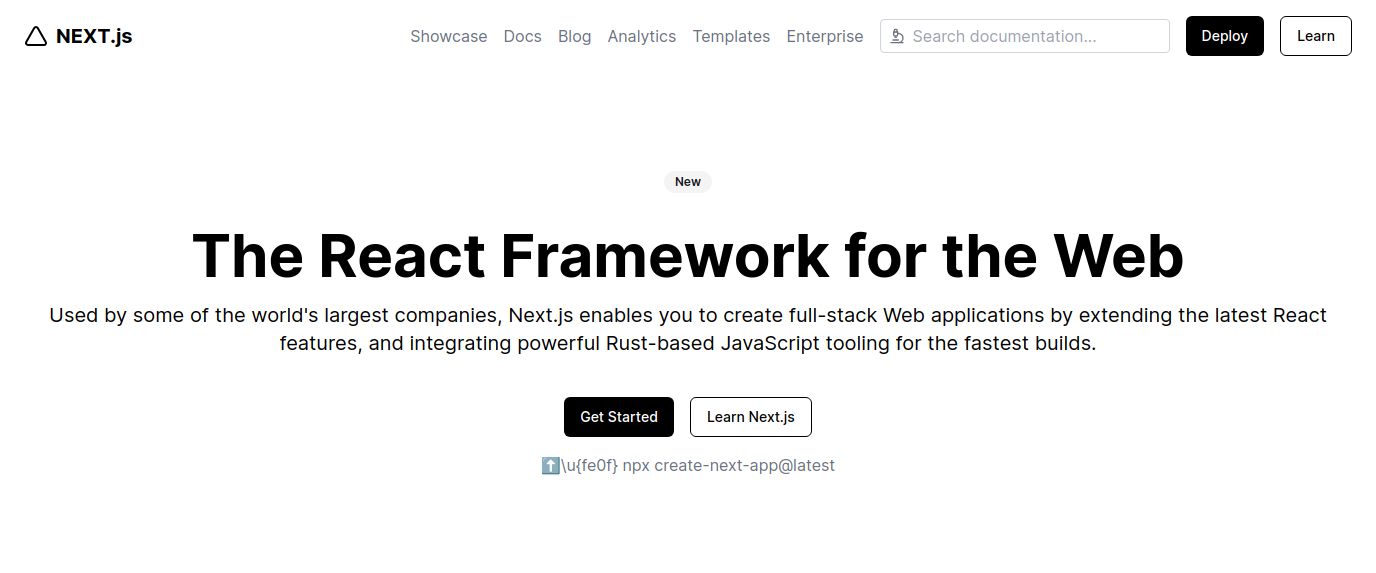 NEXT.js
Showcase Docs Blog Analytics Templates Enterprise Search documentation... Deploy Learn
New
The React Framework for the Web
Used by some of the world's largest companies, Next.js enables you to create full-stack Web applications by extending the latest React
features, and integrating powerful Rust-based JavaScript tooling for the fastest builds.
Get Started Learn Next.js
⬆️\u{fe0f} npx create-next-app@latest